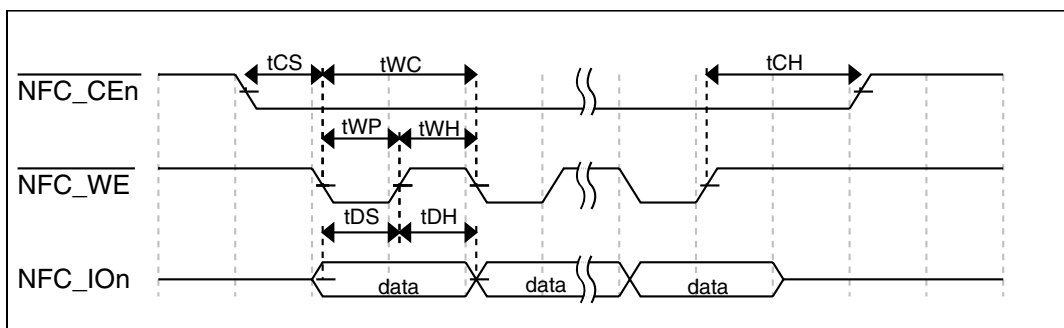 tCS tWC tCH
NFC_CEn
tWP tWH
NFC_WE
tDS tDH
NFC_IOn
data data data